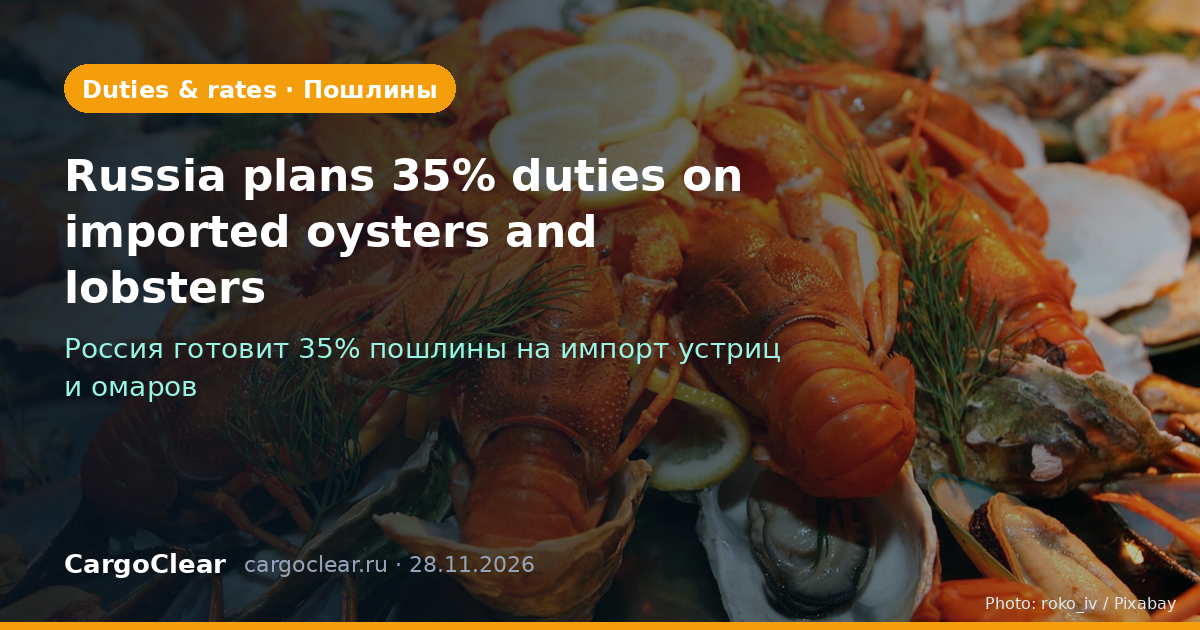 Duties & rates · Пошлины
Russia plans 35% duties on
imported oysters and
lobsters
Россия готовит 35% пошлины на импорт устриц
и омаров
CargoClear cargoclear.ru · 28.11.2026
Photo: roko_iv / Pixabay